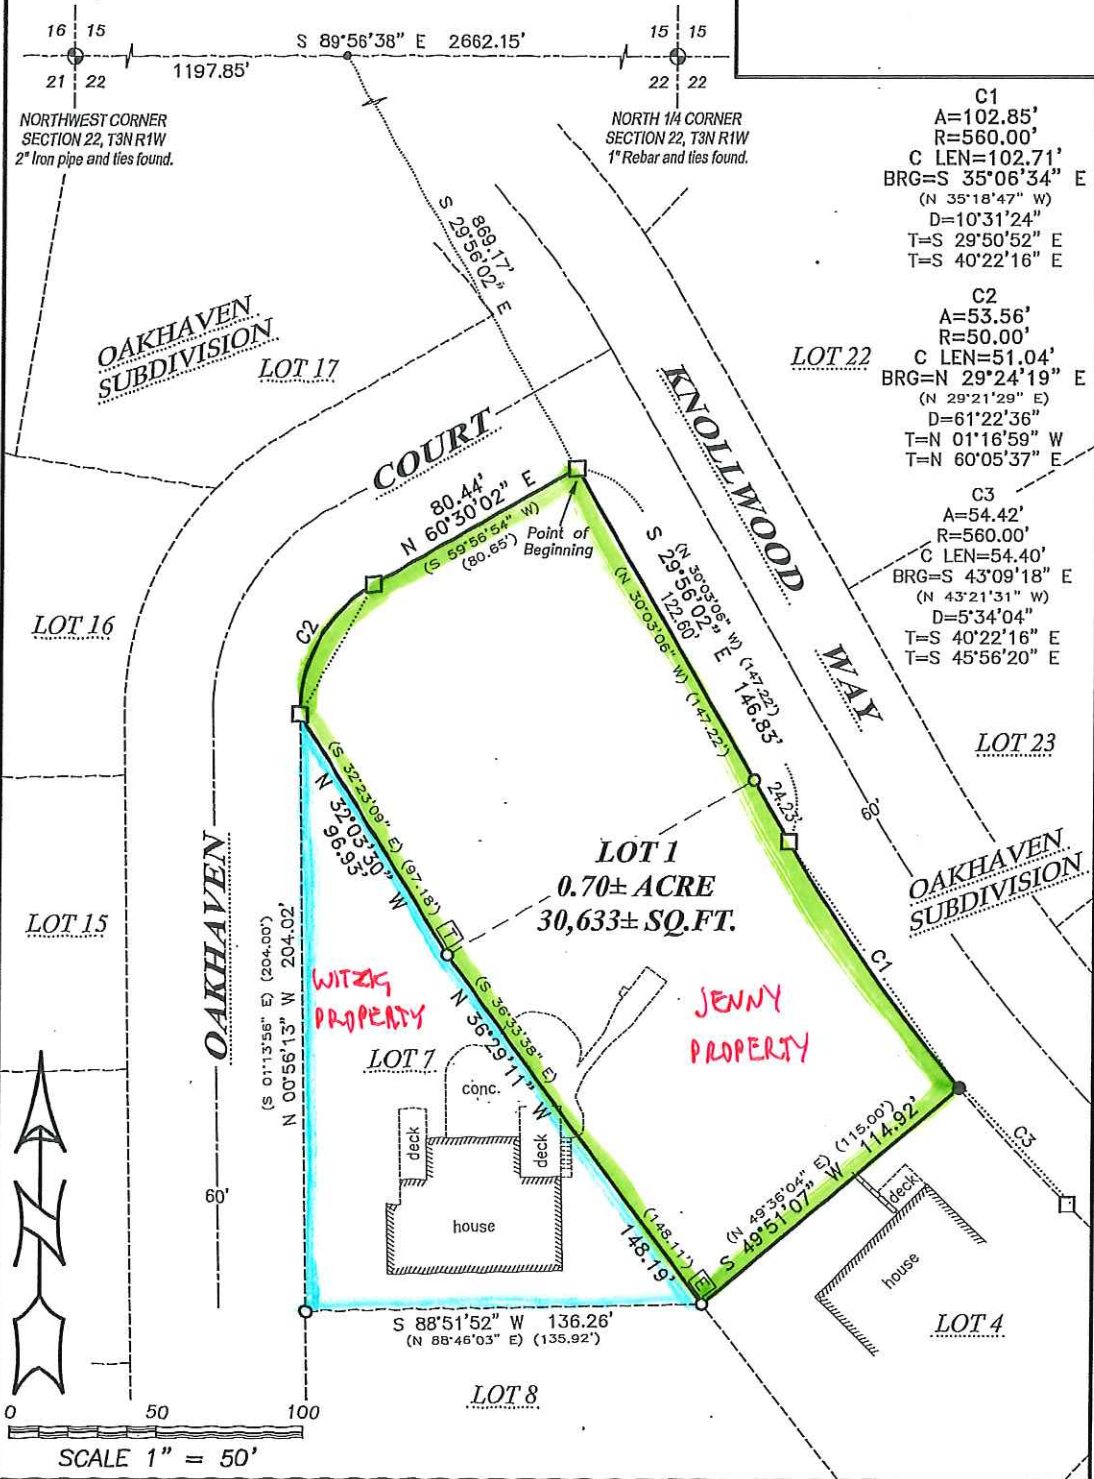 16 15
21 22
S 89°56'38" E 2662.15'
1197.85'
15 15
22 22
NORTHWEST CORNER
SECTION 22, T3N R1W
2" Iron pipe and ties found.
NORTH 1/4 CORNER
SECTION 22, T3N R1W
1" Rebar and ties found.
C1
A=102.85'
R=560.00'
C LEN=102.71'
BRG=S 35°06'34" E
(N 35°18'47" W)
D=10°31'24"
T=S 29°50'52" E
T=S 40°22'16" E
C2
A=53.56'
R=50.00'
C LEN=51.04'
BRG=N 29°24'19" E
(N 29°21'29" E)
D=61°22'36"
T=N 01°16'59" W
T=N 60°05'37" E
C3
A=54.42'
R=560.00'
C LEN=54.40'
BRG=S 43°09'18" E
(N 43°21'31" W)
D=5°34'04"
T=S 40°22'16" E
T=S 45°56'20" E
869.17'
S 29°56'02" E
OAKHAVEN
SUBDIVISION
LOT 17
LOT 22
KNOLLWOOD
WAY
COURT
80.44'
N 60°30'02" E
(S 59°56'54" W)
(80.65')
Point of
Beginning
(N 30°03'06" W) (147.22')
S 29°56'02" E 146.83'
122.60'
(N 30°03'06" W) (147.22')
24.23'
LOT 16
C2
LOT 23
60'
(S 32°23'09" E) (97.18')
N 32°03'30" W
96.93'
T
LOT 1
0.70± ACRE
30,633± SQ.FT.
OAKHAVEN
SUBDIVISION
LOT 15
OAKHAVEN
(S 01°13'56" E) (204.00')
N 00°56'13" W 204.02'
C1
WITZIG
PROPERTY
JENNY
PROPERTY
LOT 7
(S 36°33'38" E)
N 36°29'11" W
conc.
deck
deck
house
(148.11')
148.19'
E
(N 49°36'04" E) (115.00')
S 49°51'07" W 114.92'
C3
deck
house
LOT 4
60'
S 88°51'52" W 136.26'
(N 88°46'03" E) (135.92')
LOT 8
N
0 50 100
SCALE 1" = 50'